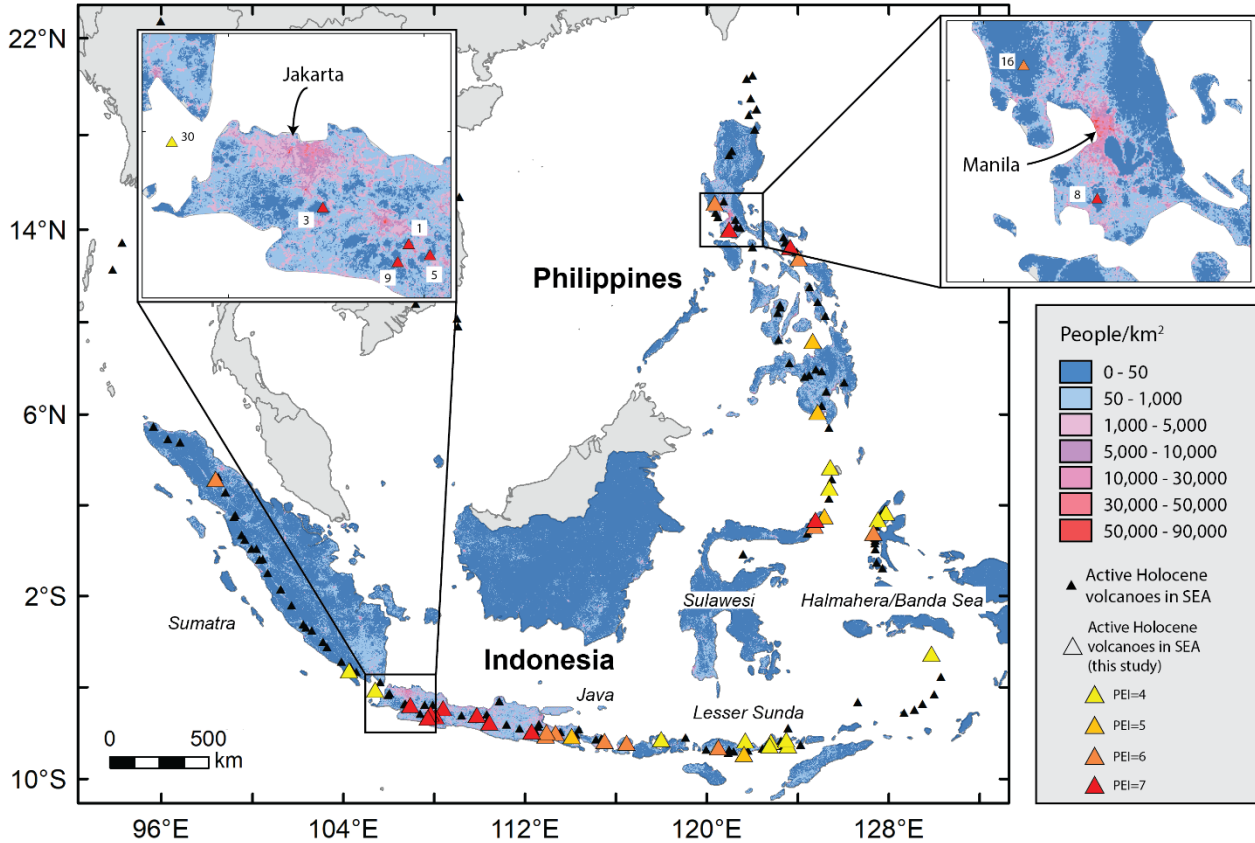 22°N
14°N
6°N
2°S
10°S
96°E
104°E
112°E
120°E
128°E
Jakarta
30
3
1
9
5
16
Manila
8
Philippines
Indonesia
Sumatra
Java
Sulawesi
Halmahera/Banda Sea
Lesser Sunda
0
500
km
People/km²
0 - 50
50 - 1,000
1,000 - 5,000
5,000 - 10,000
10,000 - 30,000
30,000 - 50,000
50,000 - 90,000
Active Holocene
volcanoes in SEA
Active Holocene
volcanoes in SEA
(this study)
PEI=4
PEI=5
PEI=6
PEI=7